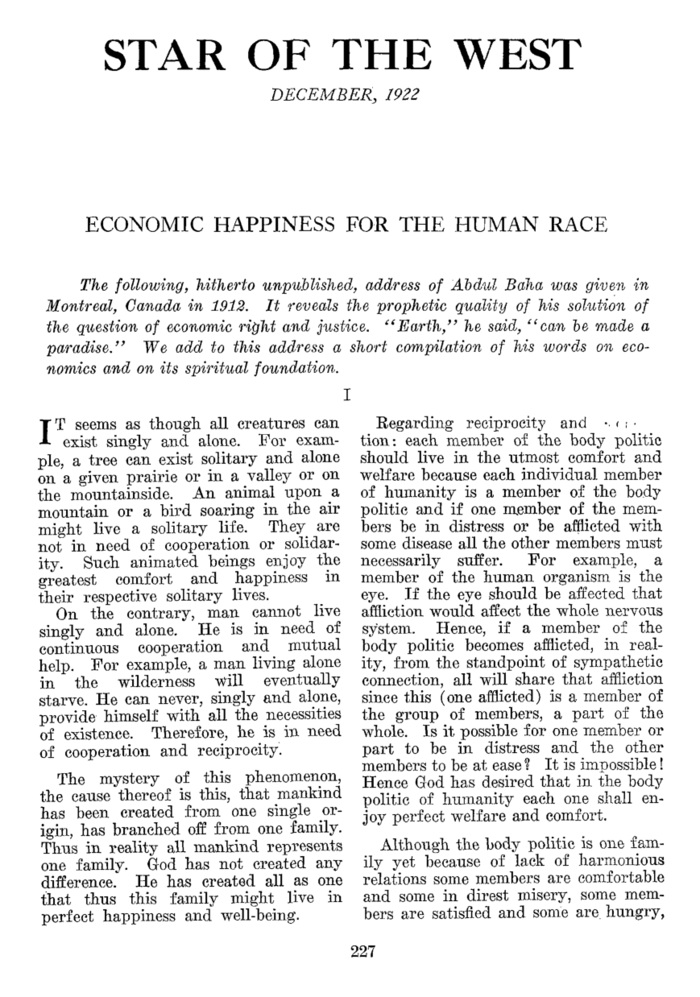 STAR OF THE WEST
DECEMBER, 1922
ECONOMIC HAPPINESS FOR THE HUMAN RACE
The following, hitherto unpublished, address of Abdul Baha was given in
Montreal, Canada in 1912. It reveals the prophetic quality of his solution of
the question of economic right and justice. "Earth," he said, "can be made a
paradise." We add to this address a short compilation of his words on eco-
nomics and on its spiritual foundation.
I
IT seems as though all creatures can
exist singly and alone. For exam-
ple, a tree can exist solitary and alone
on a given prairie or in a valley or on
the mountainside. An animal upon a
mountain or a bird soaring in the air
might live a solitary life. They are
not in need of cooperation or solidar-
ity. Such animated beings enjoy the
greatest comfort and happiness in
their respective solitary lives.
On the contrary, man cannot live
singly and alone. He is in need of
continuous cooperation and mutual
help. For example, a man living alone
in the wilderness will eventually
starve. He can never, singly and alone,
provide himself with all the necessities
of existence. Therefore, he is in need
of cooperation and reciprocity.
The mystery of this phenomenon,
the cause thereof is this, that mankind
has been created from one single or-
igin, has branched off from one family.
Thus in reality all mankind represents
one family. God has not created any
difference. He has created all as one
that thus this family might live in
perfect happiness and well-being.
Regarding reciprocity and
tion: each member of the body politic
should live in the utmost comfort and
welfare because each individual member
of humanity is a member of the body
politic and if one member of the mem-
bers be in distress or be afflicted with
some disease all the other members must
necessarily suffer. For example, a
member of the human organism is the
eye. If the eye should be affected that
affliction would affect the whole nervous
system. Hence, if a member of the
body politic becomes afflicted, in real-
ity, from the standpoint of sympathetic
connection, all will share that affliction
since this (one afflicted) is a member of
the group of members, a part of the
whole. Is it possible for one member or
part to be in distress and the other
members to be at ease? It is impossible!
Hence God has desired that in the body
politic of humanity each one shall en-
joy perfect welfare and comfort.
Although the body politic is one fam-
ily yet because of lack of harmonious
relations some members are comfortable
and some in direst misery, some mem-
bers are satisfied and some are hungry,
227